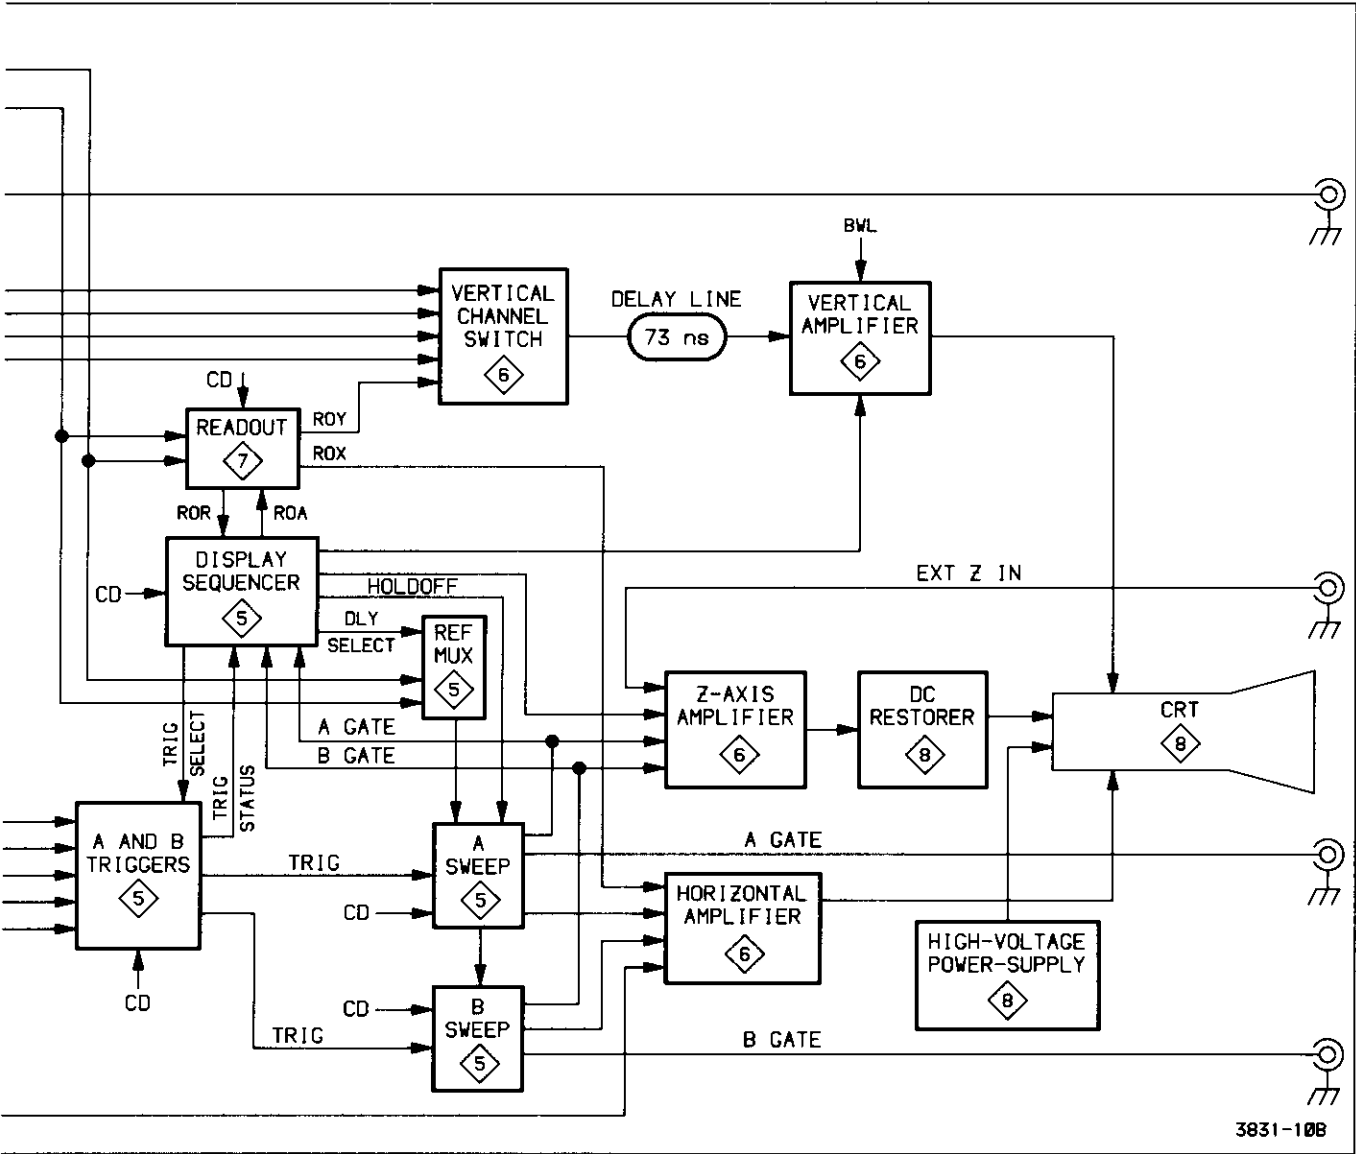 BWL
VERTICAL
CHANNEL
SWITCH
6
DELAY LINE
73 ns
VERTICAL
AMPLIFIER
6
CD
READOUT
7
ROY
ROX
ROR
ROA
DISPLAY
SEQUENCER
5
CD
HOLDOFF
DLY
SELECT
REF
MUX
5
EXT Z IN
Z-AXIS
AMPLIFIER
6
DC
RESTORER
8
CRT
8
A GATE
B GATE
TRIG
SELECT
TRIG
STATUS
A AND B
TRIGGERS
5
CD
TRIG
CD
A
SWEEP
5
A GATE
HORIZONTAL
AMPLIFIER
6
HIGH-VOLTAGE
POWER-SUPPLY
8
TRIG
CD
B
SWEEP
5
B GATE
3831-10B